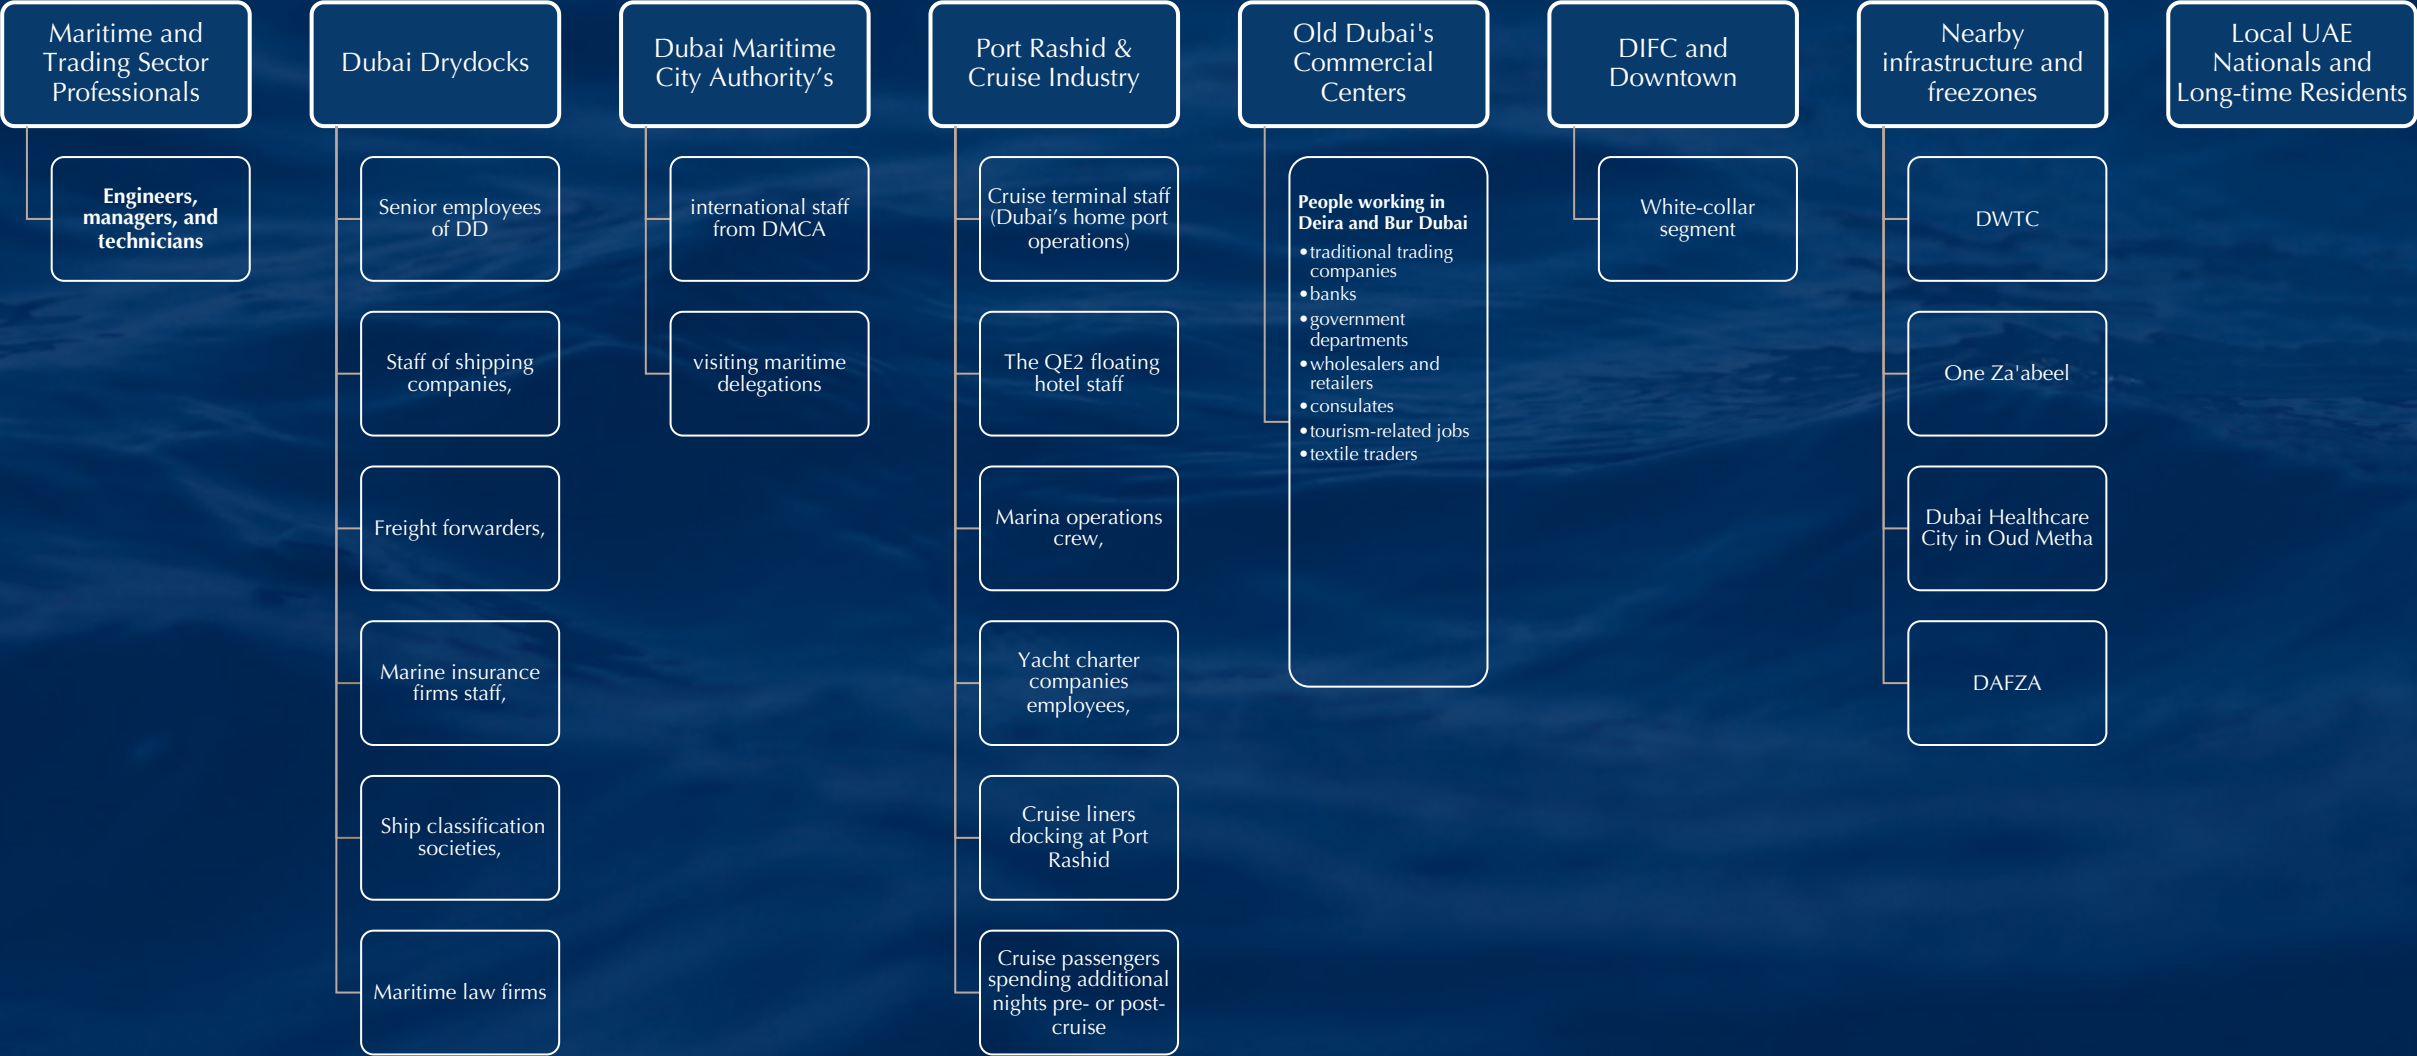 Maritime and
Trading Sector
Professionals
Engineers,
managers, and
technicians
Dubai Drydocks
Senior employees
of DD
Staff of shipping
companies,
Freight forwarders,
Marine insurance
firms staff,
Ship classification
societies,
Maritime law firms
Dubai Maritime
City Authority’s
international staff
from DMCA
visiting maritime
delegations
Port Rashid &
Cruise Industry
Cruise terminal staff
(Dubai’s home port
operations)
The QE2 floating
hotel staff
Marina operations
crew,
Yacht charter
companies
employees,
Cruise liners
docking at Port
Rashid
Cruise passengers
spending additional
nights pre- or post-
cruise
Old Dubai's
Commercial
Centers
People working in
Deira and Bur Dubai
•traditional trading
companies
•banks
•government
departments
•wholesalers and
retailers
•consulates
•tourism-related jobs
•textile traders
DIFC and
Downtown
White-collar
segment
Nearby
infrastructure and
freezones
DWTC
One Za'abeel
Dubai Healthcare
City in Oud Metha
DAFZA
Local UAE
Nationals and
Long-time Residents